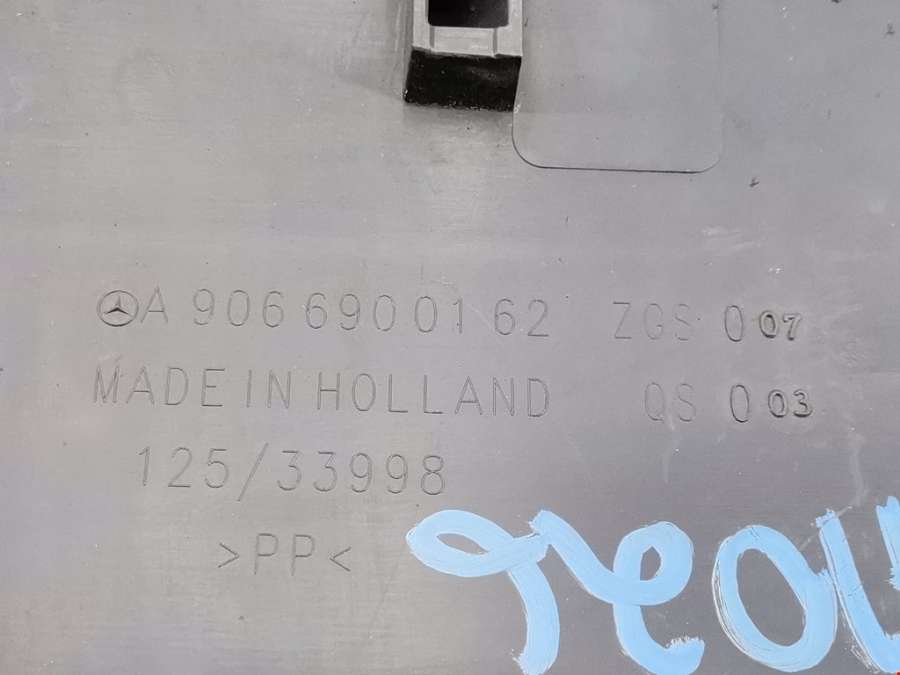 A 906 690 01 62 ZGS 007
MADE IN HOLLAND QS 003
125/33998
>PP<